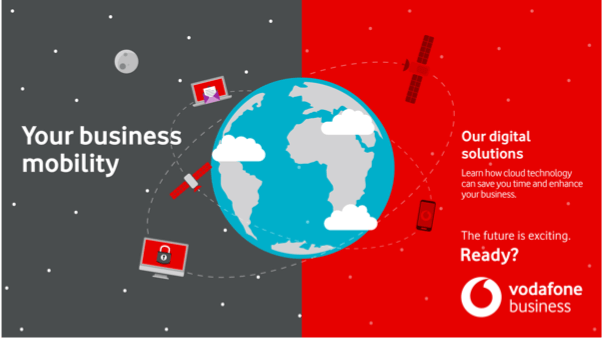 Your business
mobility
Our digital
solutions
Learn how cloud technology
can save you time and enhance
your business.
The future is exciting.
Ready?
vodafone
business